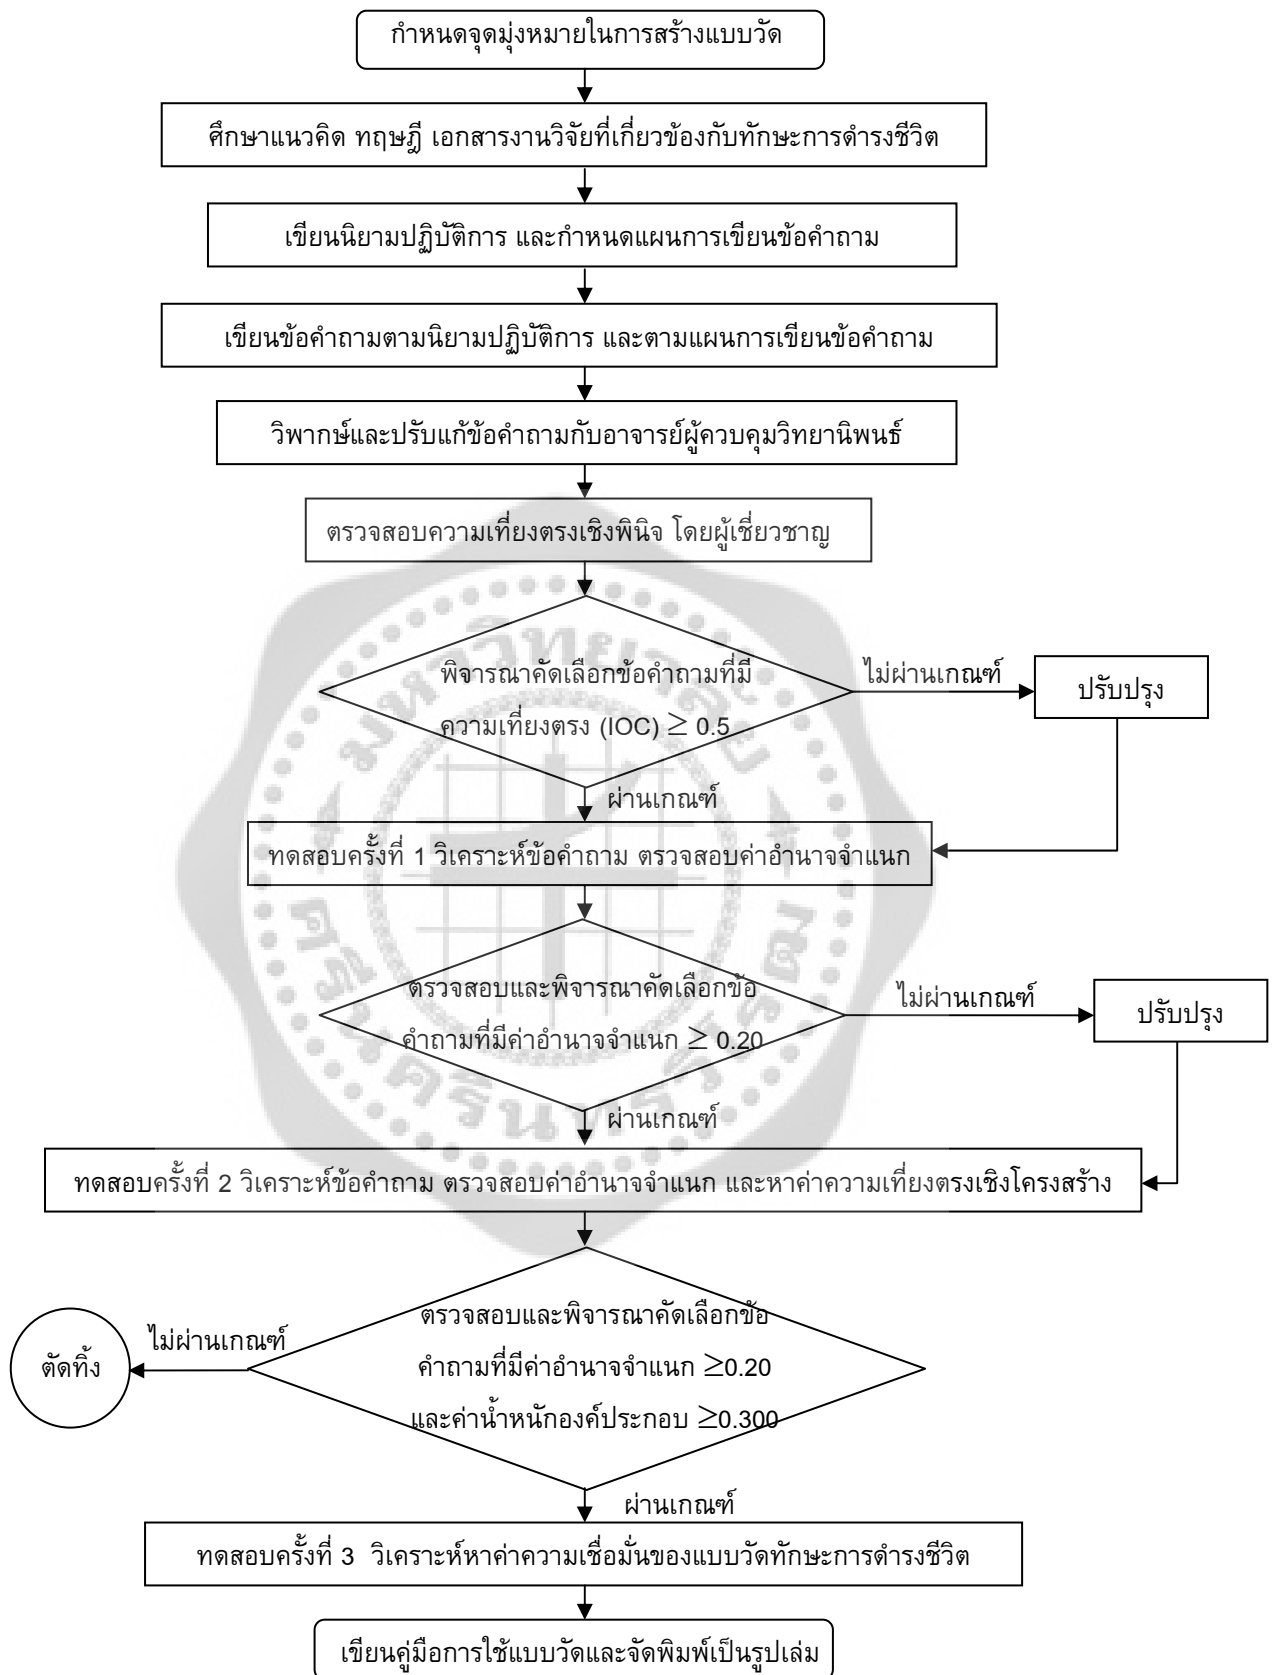 กำหนดจุดมุ่งหมายในการสร้างแบบวัด
ศึกษาแนวคิด ทฤษฎี เอกสารงานวิจัยที่เกี่ยวข้องกับทักษะการดำรงชีวิต
เขียนนิยามปฏิบัติการ และกำหนดแผนการเขียนข้อคำถาม
เขียนข้อคำถามตามนิยามปฏิบัติการ และตามแผนการเขียนข้อคำถาม
วิพากษ์และปรับแก้ข้อคำถามกับอาจารย์ผู้ควบคุมวิทยานิพนธ์
ตรวจสอบความเที่ยงตรงเชิงพินิจ โดยผู้เชี่ยวชาญ
พิจารณาคัดเลือกข้อคำถามที่มี
ความเที่ยงตรง (IOC) ≥ 0.5
ไม่ผ่านเกณฑ์
ปรับปรุง
ผ่านเกณฑ์
ทดสอบครั้งที่ 1 วิเคราะห์ข้อคำถาม ตรวจสอบค่าอำนาจจำแนก
ตรวจสอบและพิจารณาคัดเลือกข้อ
คำถามที่มีค่าอำนาจจำแนก ≥ 0.20
ไม่ผ่านเกณฑ์
ปรับปรุง
ผ่านเกณฑ์
ทดสอบครั้งที่ 2 วิเคราะห์ข้อคำถาม ตรวจสอบค่าอำนาจจำแนก และหาค่าความเที่ยงตรงเชิงโครงสร้าง
ตรวจสอบและพิจารณาคัดเลือกข้อ
คำถามที่มีค่าอำนาจจำแนก ≥0.20
และค่าน้ำหนักองค์ประกอบ ≥0.300
ไม่ผ่านเกณฑ์
ตัดทิ้ง
ผ่านเกณฑ์
ทดสอบครั้งที่ 3 วิเคราะห์หาค่าความเชื่อมั่นของแบบวัดทักษะการดำรงชีวิต
เขียนคู่มือการใช้แบบวัดและจัดพิมพ์เป็นรูปเล่ม
มหาวิทยาลัย
ศรีนครินทรวิโรฒ